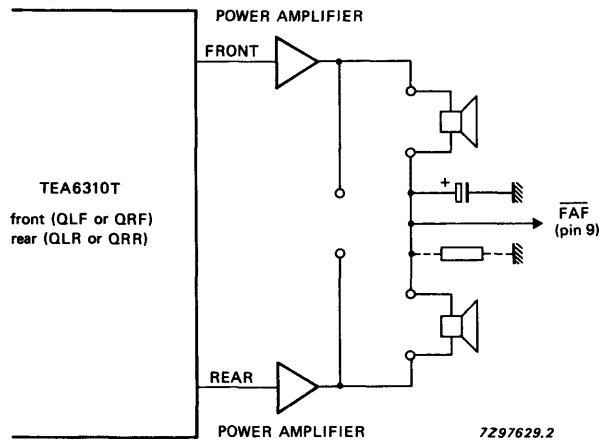 POWER AMPLIFIER
FRONT
TEA6310T
front (QLF or QRF)
rear (QLR or QRR)
+
FAF
(pin 9)
REAR
POWER AMPLIFIER
7Z97629.2